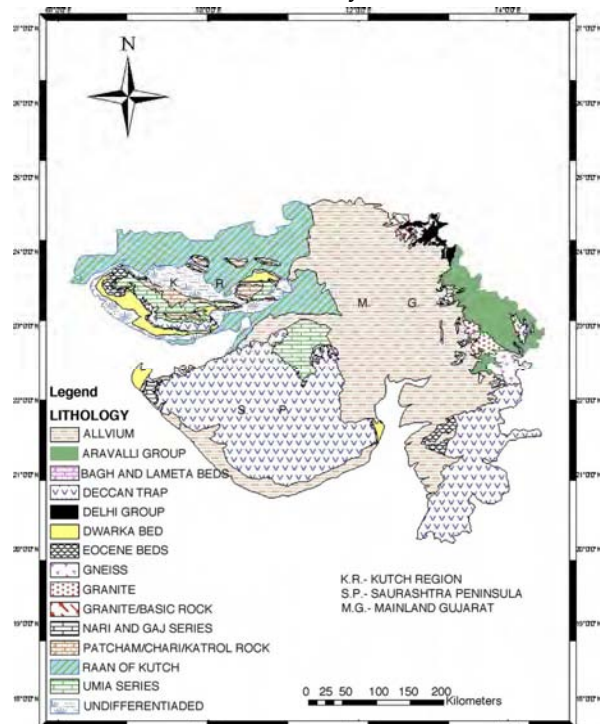 N
K R
M G
S P
Legend
LITHOLOGY
ALLVIUM
ARAVALLI GROUP
BAGH AND LAMETA BEDS
DECCAN TRAP
DELHI GROUP
DWARKA BED
EOCENE BEDS
GNEISS
GRANITE
GRANITE/BASIC ROCK
NARI AND GAJ SERIES
PATCHAM/CHARI/KATROL ROCK
RAAN OF KUTCH
UMIA SERIES
UNDIFFERENTIADED
K.R.- KUTCH REGION
S.P.- SAURASHTRA PENINSULA
M.G.- MAINLAND GUJARAT
0 25 50 100 150 200
Kilometers